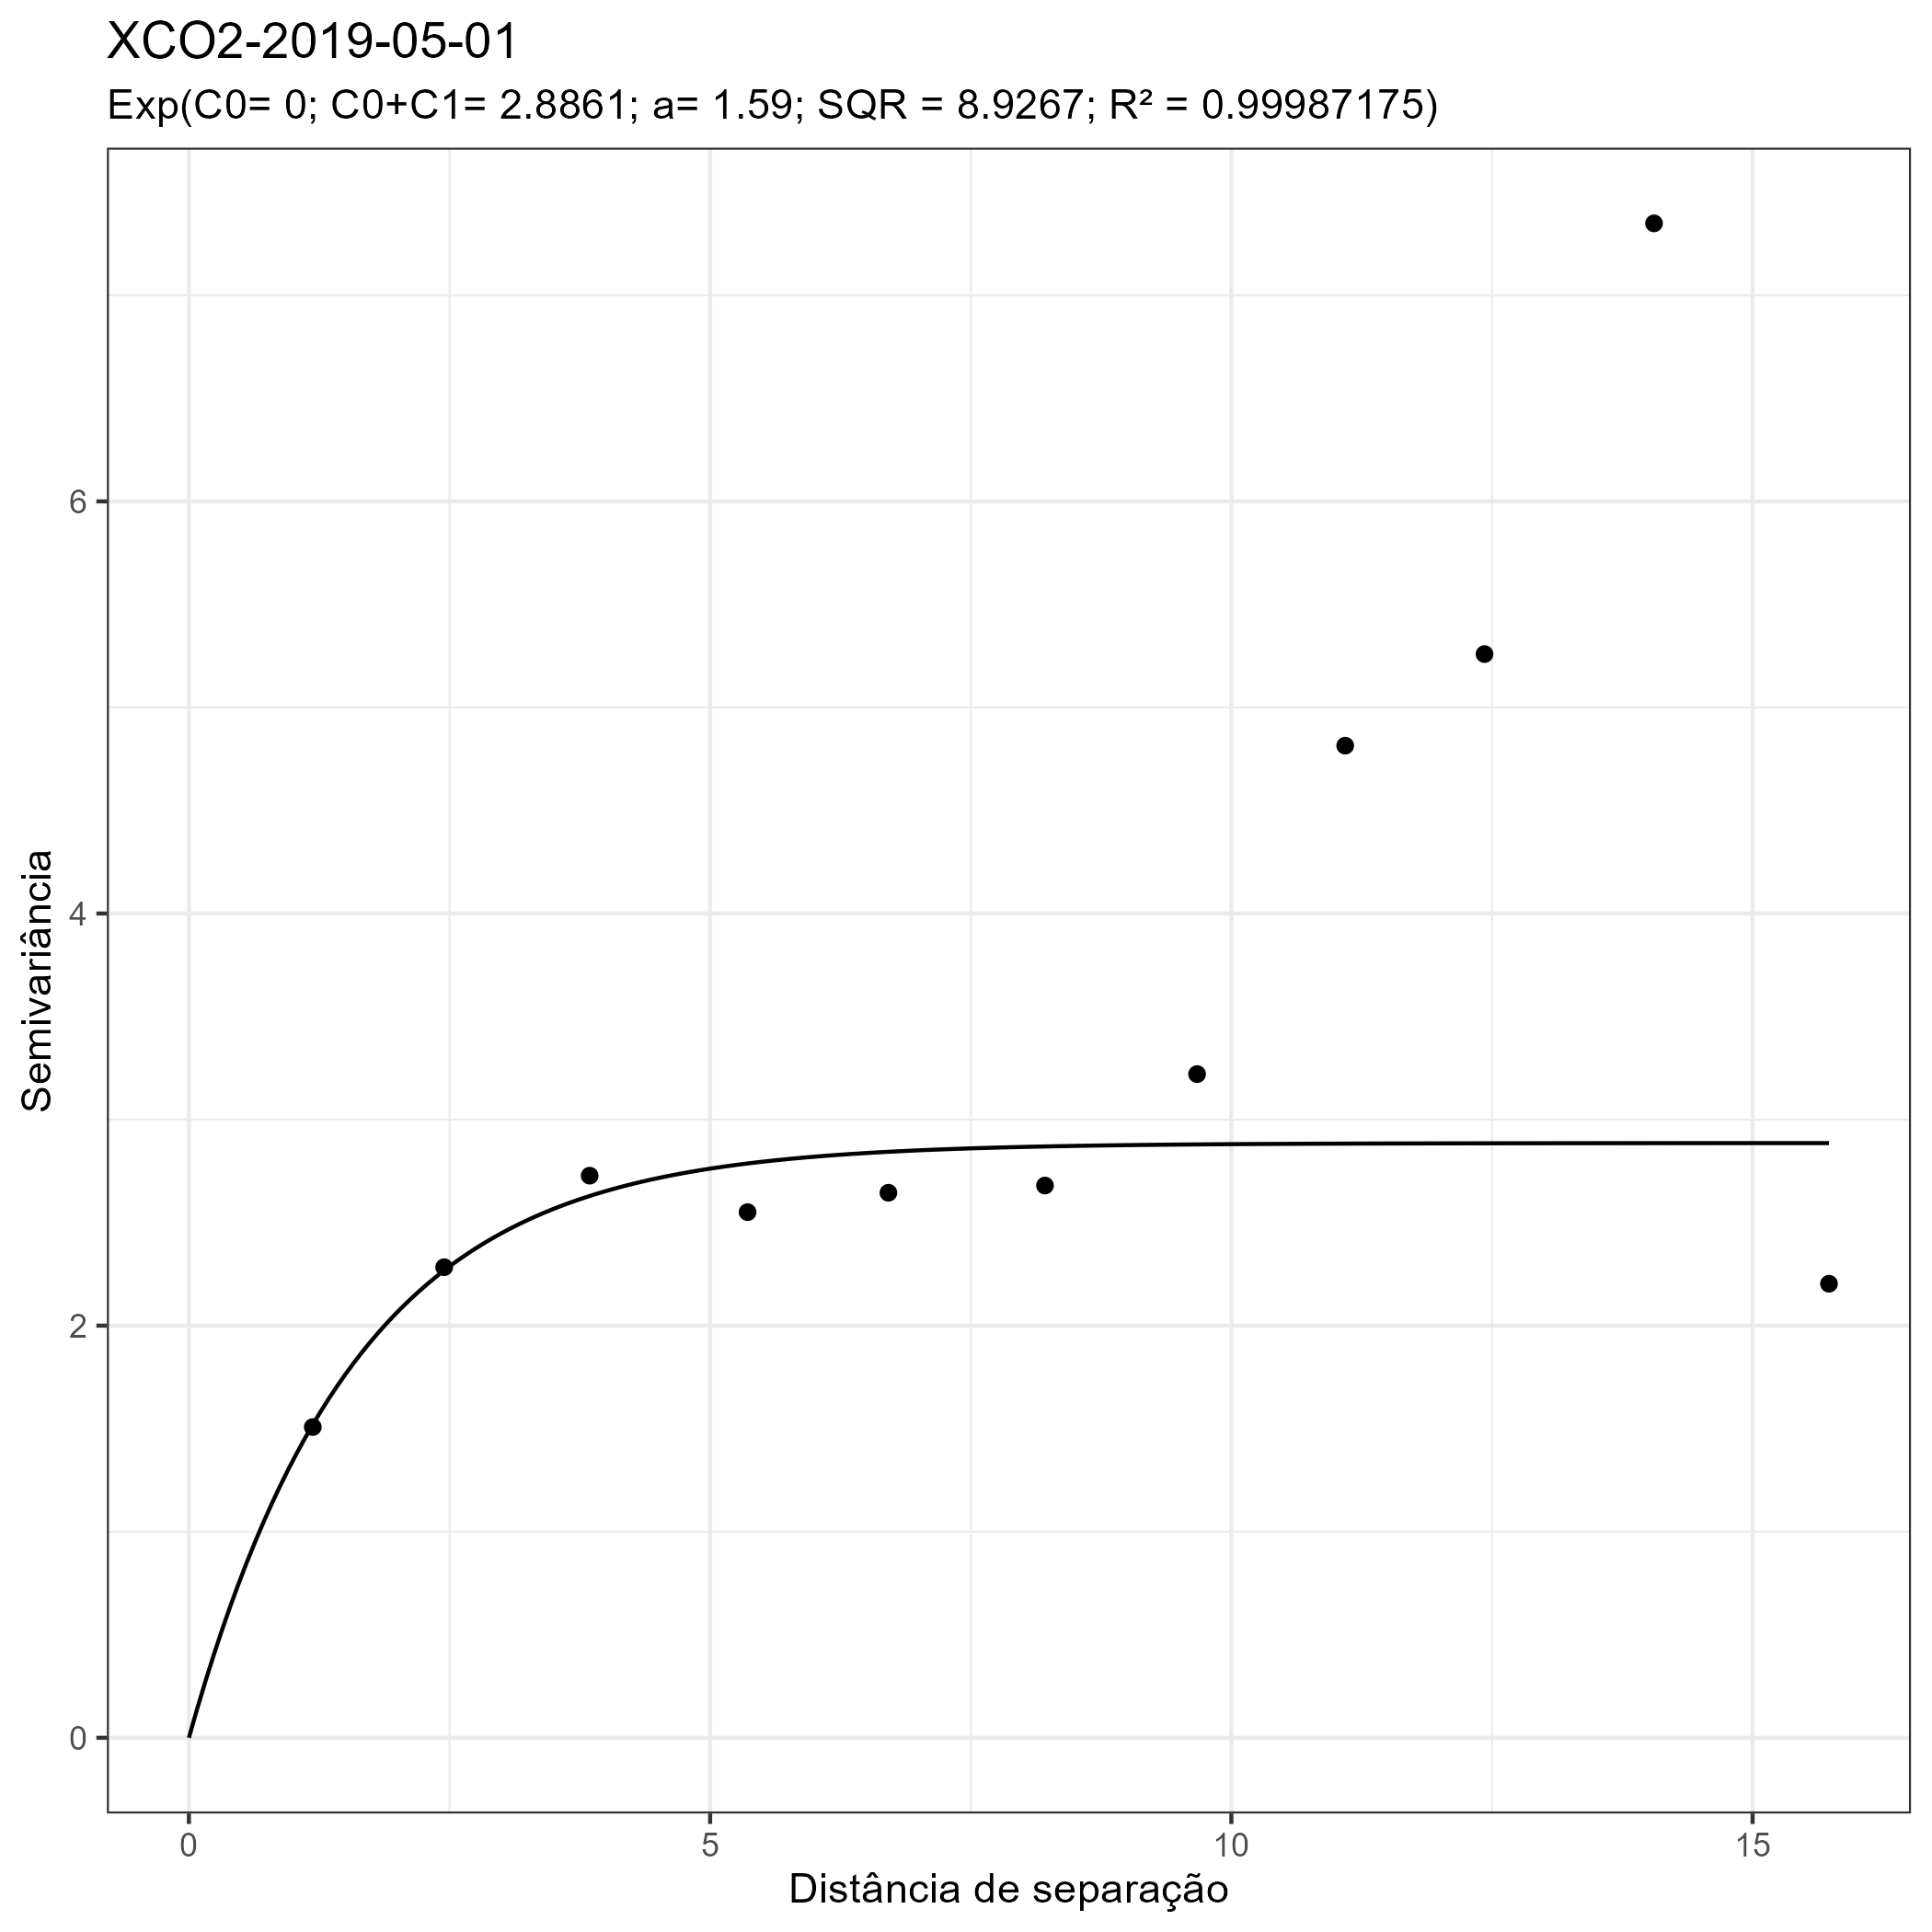 XCO2-2019-05-01
Exp(C0= 0; C0+C1= 2.8861; a= 1.59; SQR = 8.9267; R² = 0.99987175)
Semivariância
6
4
2
0
0 5 10 15
Distância de separação